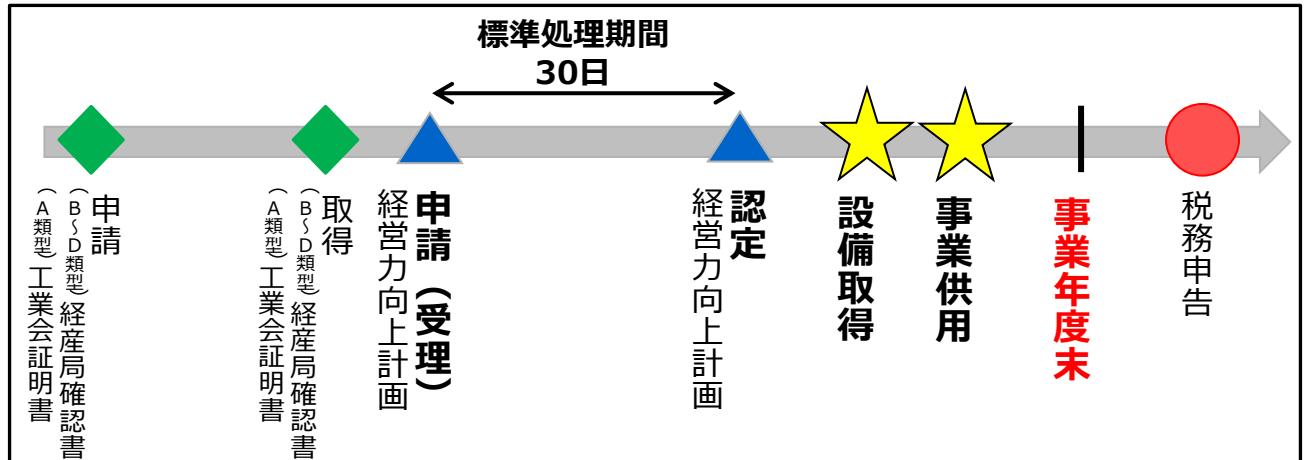 標準処理期間
30日
（A類型）工業会証明書
（B～D類型）経産局確認書
申請
（A類型）工業会証明書
（B～D類型）経産局確認書
取得
経営力向上計画
申請（受理）
経営力向上計画
認定
設備取得
事業供用
事業年度末
税務申告